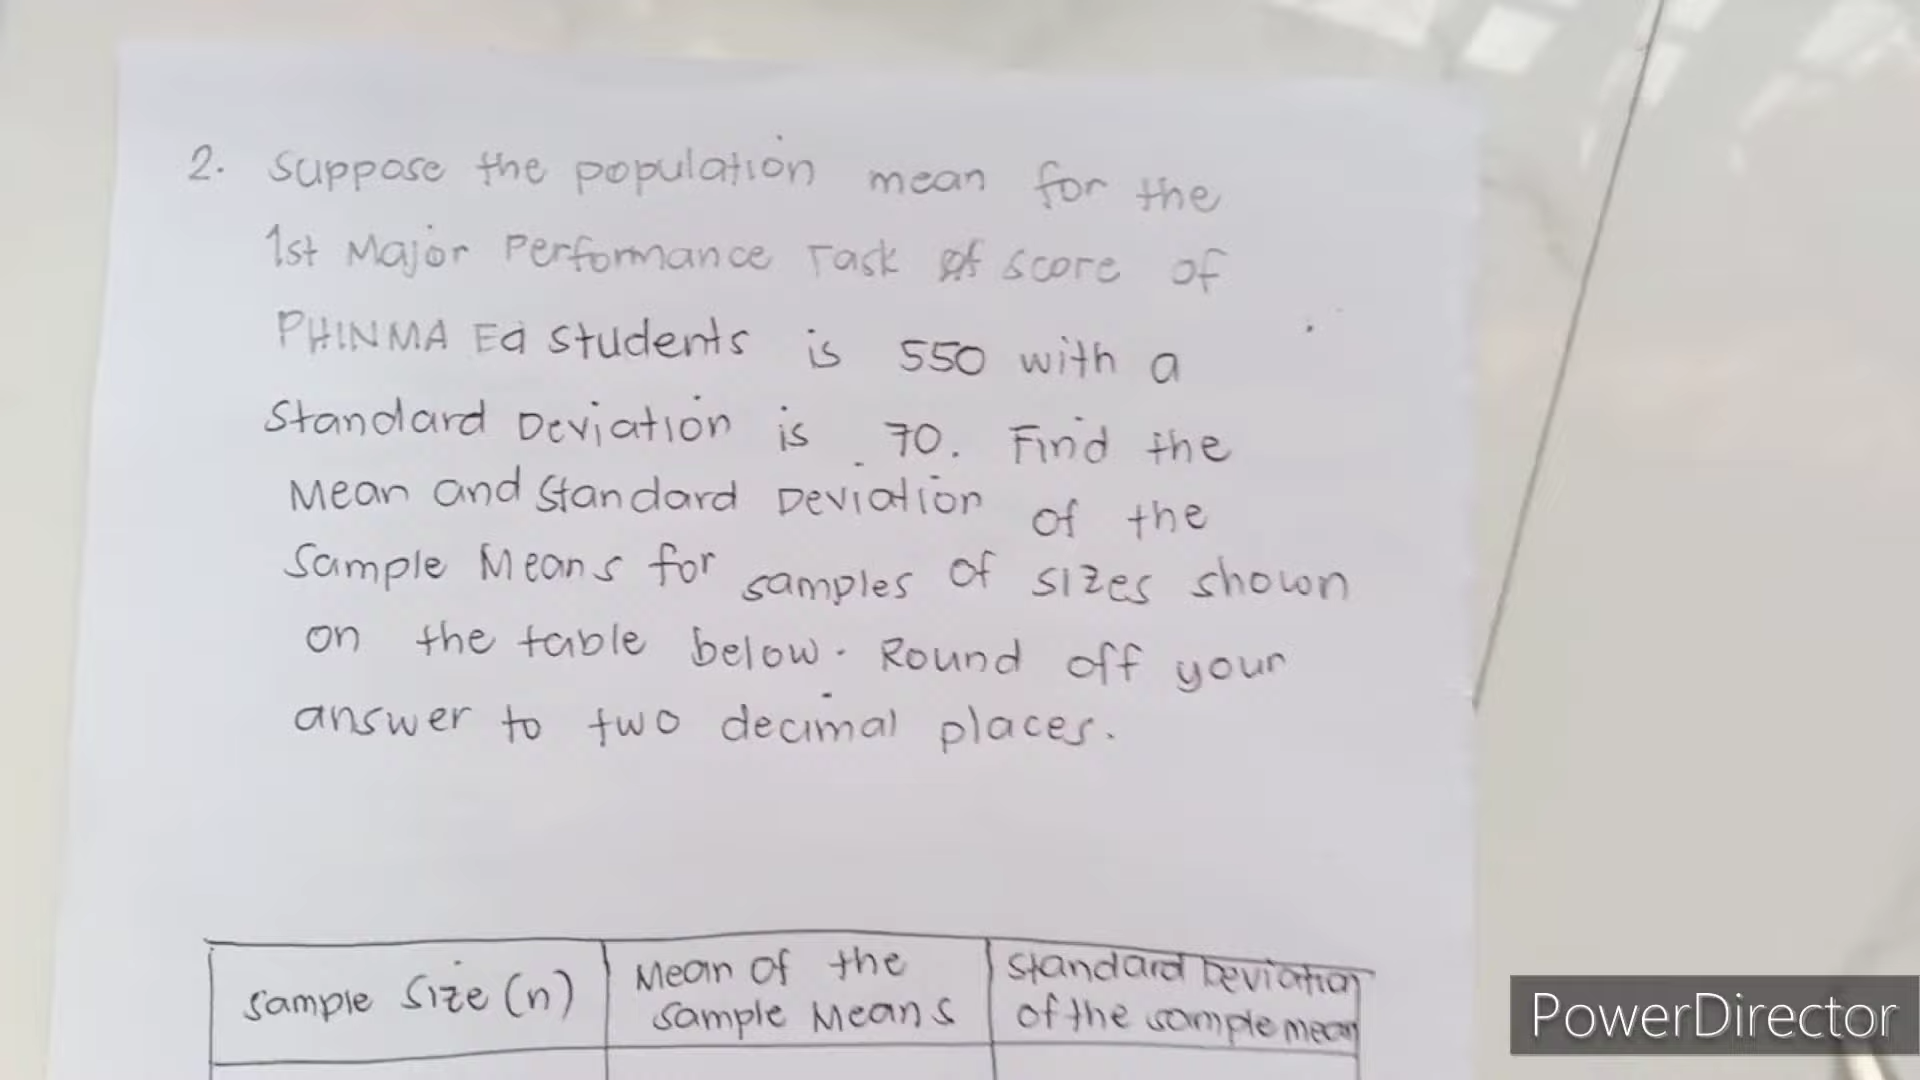 2. Suppose the population mean for the
1st Major Performance Task of score of
PHINMA Ed students is 550 with a
Standard Deviation is 70. Find the
Mean and Standard Deviation of the
Sample Means for samples of sizes shown
on the table below. Round off your
answer to two decimal places.
Sample Size (n)
Mean of the
Sample Means
Standard Deviation
of the sample mean
PowerDirector